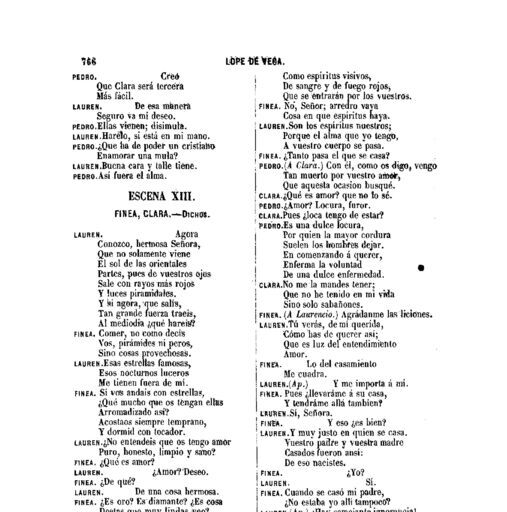 766
LOPE DE VEGA.
PEDRO. Creo
Que Clara será tercera
Más fácil.
LAUREN. De esa manera
Seguro va mi deseo.
PEDRO. Ellas vienen; disimula.
LAUREN. Harélo, si está en mi mano.
PEDRO. ¿Que ha de poder un cristiano
Enamorar una mula?
LAUREN. Buena cara y talle tiene.
PEDRO. Así fuera el alma.
ESCENA XIII.
FINEA, CLARA.—DICHOS.
LAUREN. Agora
Conozco, hermosa Señora,
Que no solamente viene
El sol de las orientales
Partes, pues de vuestros ojos
Sale con rayos más rojos
Y luces piramidales.
Y si agora, que salís,
Tan grande fuerza traeis,
Al mediodia ¿qué hareis?
FINEA. Comer, no como decís
Vos, pirámides ni peros,
Sino cosas provechosas.
LAUREN. Esas estrellas famosas,
Esos nocturnos luceros
Me tienen fuera de mí.
FINEA. Si vos andais con estrellas,
¿Qué mucho que os tengan ellas
Arromadizado así?
Acostaos siempre temprano,
Y dormid con tocador.
LAUREN. ¿No entendeis que os tengo amor
Puro, honesto, limpio y sano?
FINEA. ¿Qué es amor?
LAUREN. ¿Amor? Deseo.
FINEA. ¿De qué?
LAUREN. De una cosa hermosa.
FINEA. ¿Es oro? Es diamante? ¿Es cosa
Como espíritus visivos,
De sangre y de fuego rojos,
Que se entrarán por los vuestros.
FINEA. No, Señor; arredro vaya
Cosa en que espíritus haya.
LAUREN. Son los espíritus nuestros;
Porque el alma que yo tengo,
A vuestro cuerpo se pasa.
FINEA. ¿Tanto pasa el que se casa?
PEDRO. (A Clara.) Con él, como os digo, vengo
Tan muerto por vuestro amor,
Que aquesta ocasion busqué.
CLARA. ¿Qué es amor? que no lo sé.
PEDRO. ¿Amor? Locura, furor.
CLARA. Pues ¿loca tengo de estar?
PEDRO. Es una dulce locura,
Por quien la mayor cordura
Suelen los hombres dejar.
En comenzando á querer,
Enferma la voluntad
De una dulce enfermedad.
CLARA. No me la mandes tener;
Que no he tenido en mi vida
Sino solo sabañones.
FINEA. (A Laurencio.) Agrádanme las liciones.
LAUREN. Tú verás, de mí querida,
Cómo has de querer así;
Que es luz del entendimiento
Amor.
FINEA. Lo del casamiento
Me cuadra.
LAUREN. (Ap.) Y me importa á mí.
FINEA. Pues ¿llevaráme á su casa,
Y tendráme allá tambien?
LAUREN. Sí, Señora.
FINEA. Y eso ¿es bien?
LAUREN. Y muy justo en quien se casa.
Vuestro padre y vuestra madre
Casados fueron ansí:
De eso nacistes.
FINEA. ¿Yo?
LAUREN. Sí.
FINEA. Cuando se casó mi padre,
¿No estaba yo allí tampoco?